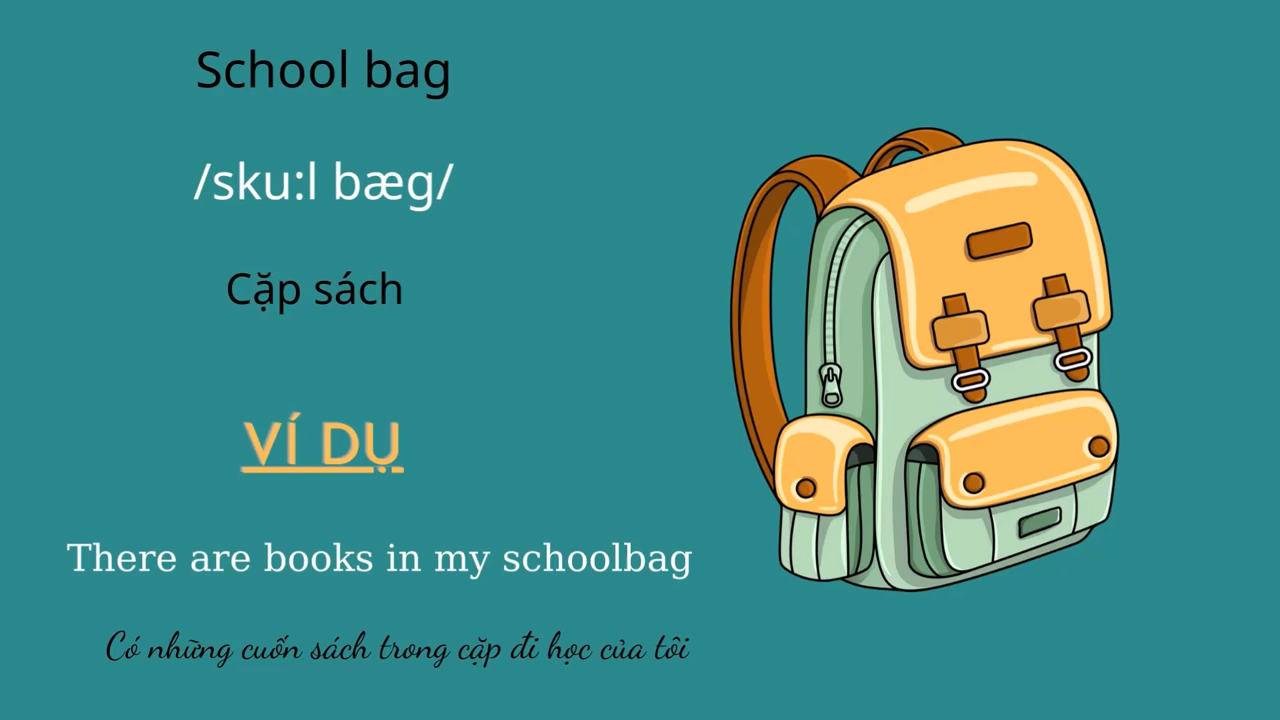 School bag
/sku:l bæg/
Cặp sách
VÍ DỤ
There are books in my schoolbag
Có những cuốn sách trong cặp đi học của tôi